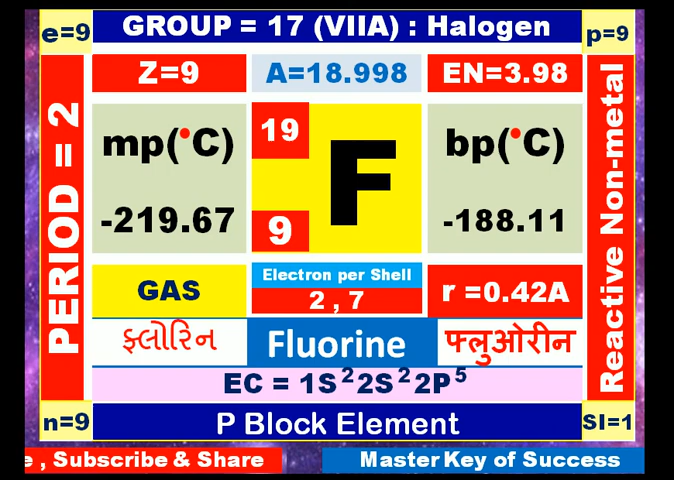 e=9
GROUP = 17 (VIIA) : Halogen
p=9
Z=9
A=18.998
EN=3.98
PERIOD = 2
mp(°C)
-219.67
19
F
9
bp(°C)
-188.11
Reactive Non-metal
GAS
Electron per Shell
2 , 7
r =0.42A
ફ્લોરિન
Fluorine
फ्लुओरीन
EC = 1S²2S²2P⁵
n=9
P Block Element
SI=1
, Subscribe & Share
Master Key of Success